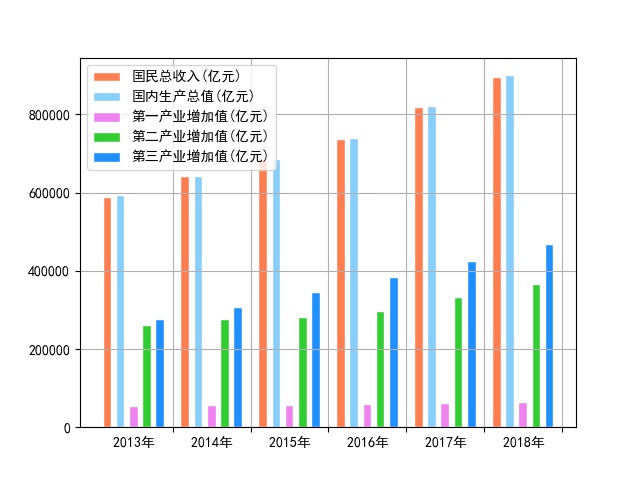 国民总收入(亿元)
国内生产总值(亿元)
第一产业增加值(亿元)
第二产业增加值(亿元)
第三产业增加值(亿元)
800000
600000
400000
200000
0
2013年 2014年 2015年 2016年 2017年 2018年